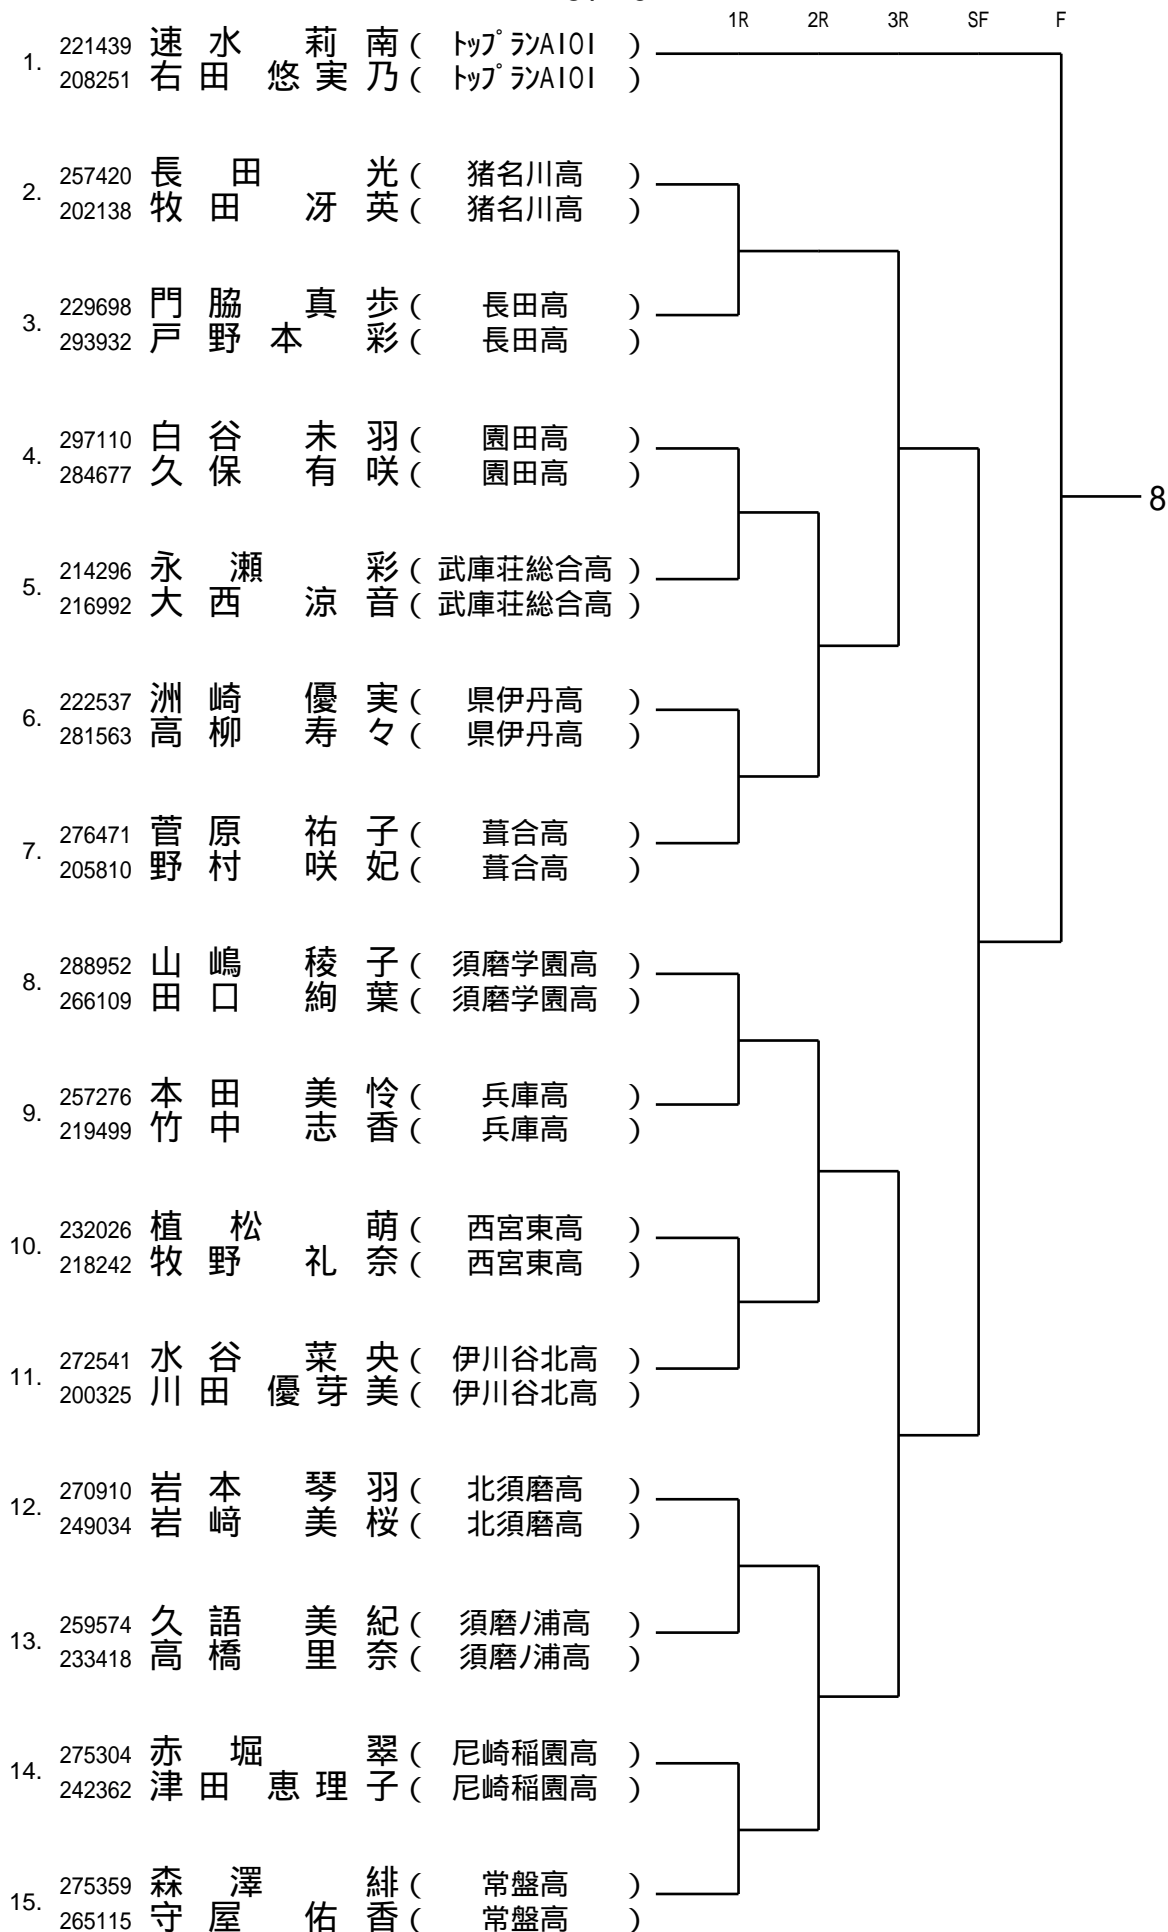 1R 2R 3R SF F
1. 221439 速水 莉南 ( トップランAIOI )
208251 右田 悠実乃 ( トップランAIOI )
2. 257420 長田 光 ( 猪名川高 )
202138 牧田 冴英 ( 猪名川高 )
3. 229698 門脇 真歩 ( 長田高 )
293932 戸野本 彩 ( 長田高 )
4. 297110 白谷 未羽 ( 園田高 )
284677 久保 有咲 ( 園田高 )
8
5. 214296 永瀬 彩 ( 武庫荘総合高 )
216992 大西 涼音 ( 武庫荘総合高 )
6. 222537 洲崎 優実 ( 県伊丹高 )
281563 高柳 寿々 ( 県伊丹高 )
7. 276471 菅原 祐子 ( 葺合高 )
205810 野村 咲妃 ( 葺合高 )
8. 288952 山嶋 稜子 ( 須磨学園高 )
266109 田口 絢葉 ( 須磨学園高 )
9. 257276 本田 美怜 ( 兵庫高 )
219499 竹中 志香 ( 兵庫高 )
10. 232026 植松 萌 ( 西宮東高 )
218242 牧野 礼奈 ( 西宮東高 )
11. 272541 水谷 菜央 ( 伊川谷北高 )
200325 川田 優芽美 ( 伊川谷北高 )
12. 270910 岩本 琴羽 ( 北須磨高 )
249034 岩﨑 美桜 ( 北須磨高 )
13. 259574 久語 美紀 ( 須磨ノ浦高 )
233418 高橋 里奈 ( 須磨ノ浦高 )
14. 275304 赤堀 翠 ( 尼崎稲園高 )
242362 津田 恵理子 ( 尼崎稲園高 )
15. 275359 森澤 緋 ( 常盤高 )
265115 守屋 佑香 ( 常盤高 )